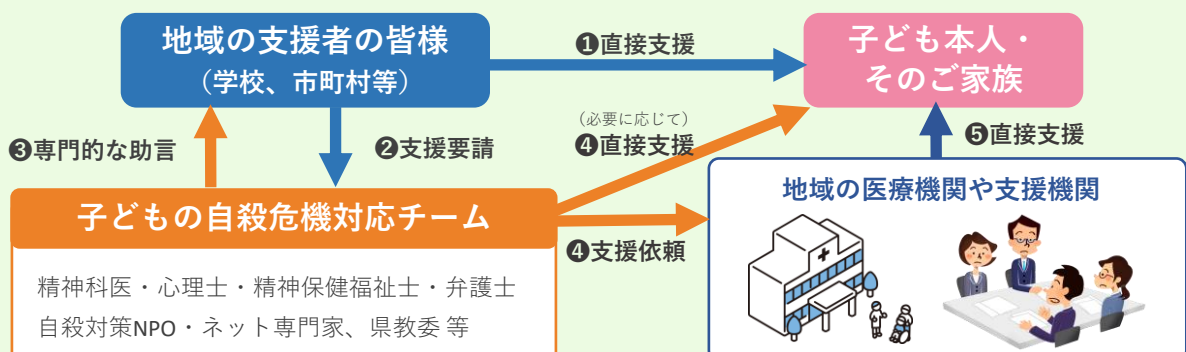 地域の支援者の皆様
（学校、市町村等）
❶直接支援
子ども本人・
そのご家族
❸専門的な助言
❷支援要請
（必要に応じて）
❹直接支援
❺直接支援
子どもの自殺危機対応チーム
❹支援依頼
地域の医療機関や支援機関
精神科医・心理士・精神保健福祉士・弁護士
自殺対策NPO・ネット専門家、県教委 等